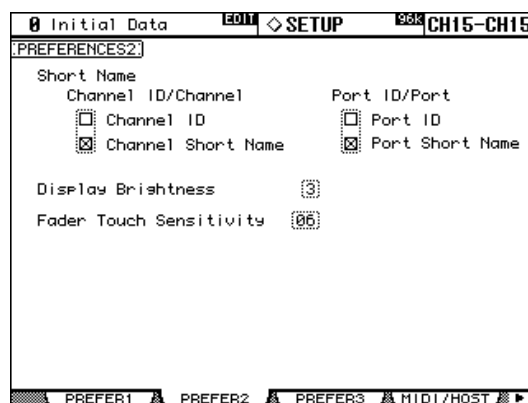 0 Initial Data EDIT ◇SETUP 96K CH15-CH15
PREFERENCES2
Short Name
Channel ID/Channel Port ID/Port
Channel ID Port ID
Channel Short Name Port Short Name
Display Brightness 3
Fader Touch Sensitivity 06
PREFER1 PREFER2 PREFER3 MIDI/HOST